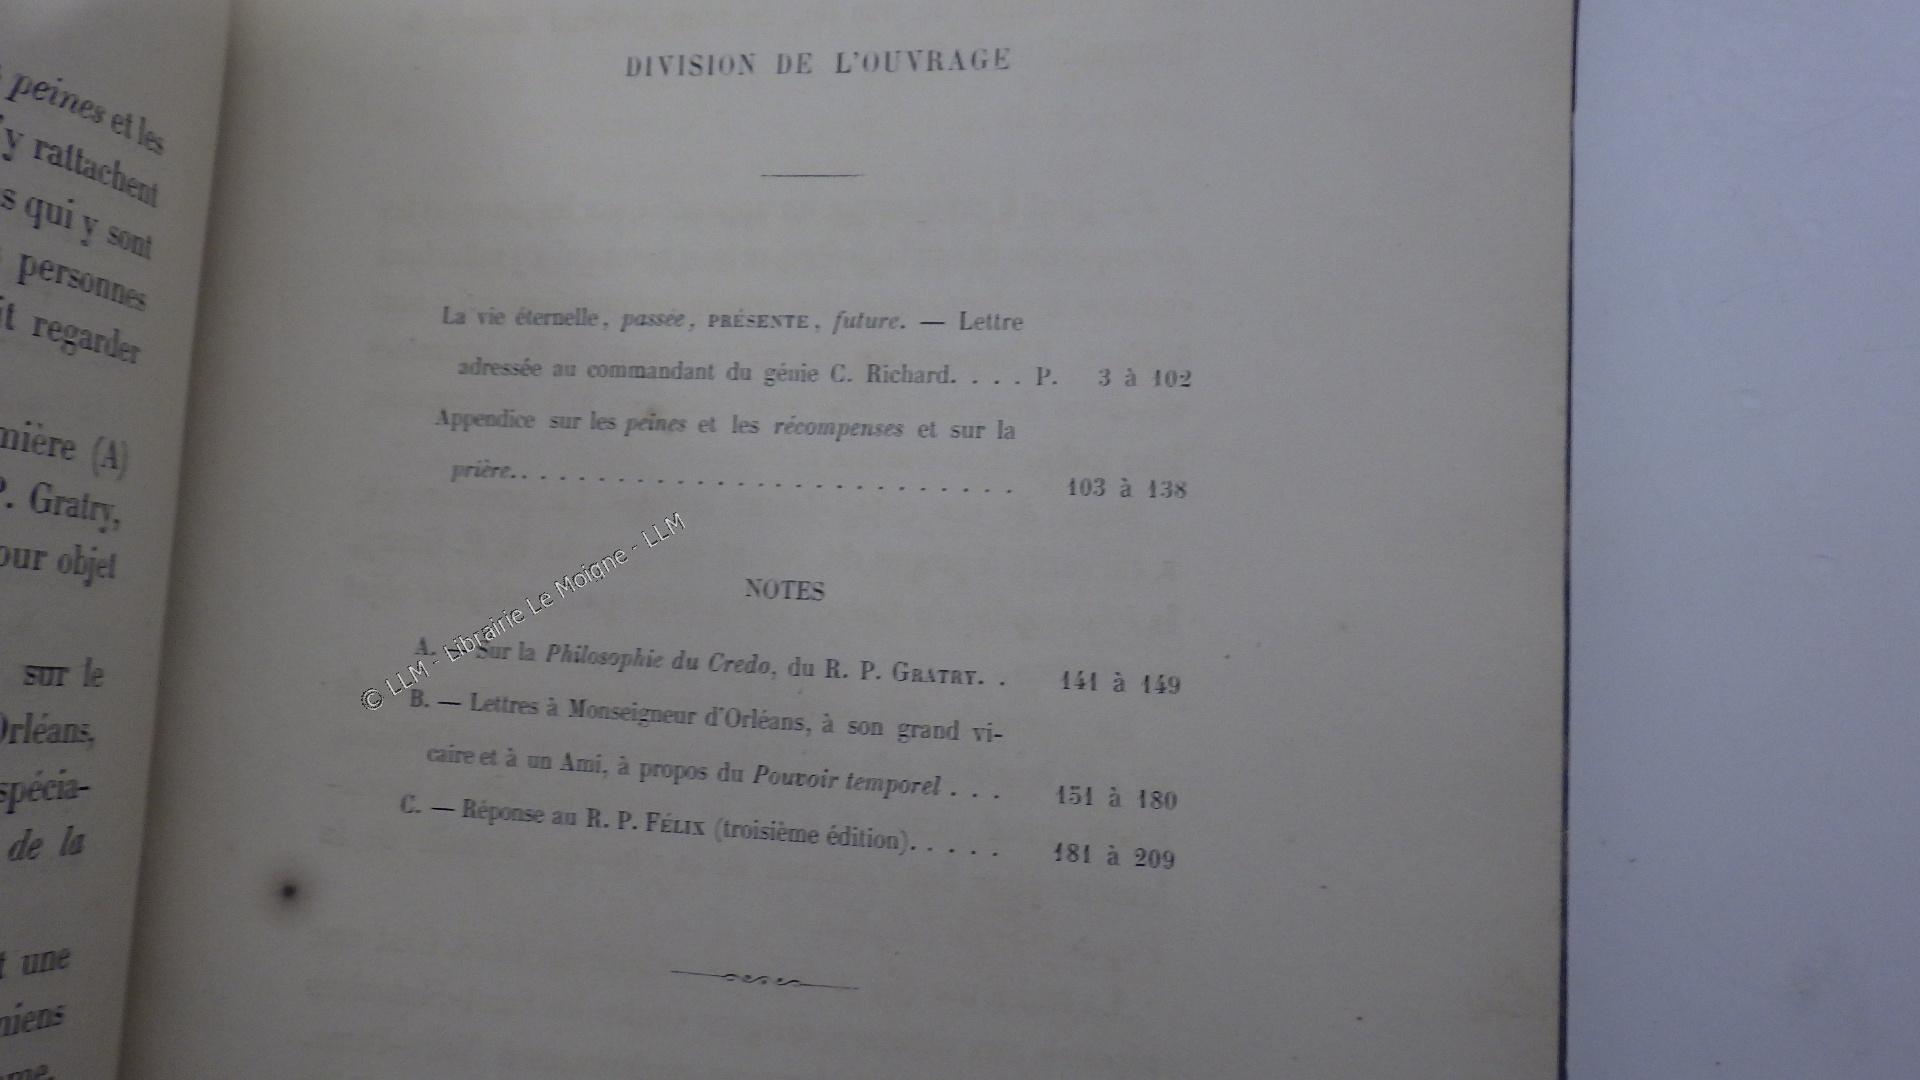 peines et les
'y rattachent
s qui y sont
personnes
it regarder
mière (A)
P. Gratry,
our objet
sur le
Orléans,
spécia-
de la
t une
niens
DIVISION DE L'OUVRAGE
La vie éternelle, passée, PRÉSENTE, future. — Lettre
adressée au commandant du génie C. Richard. . . . P. 3 à 102
Appendice sur les peines et les récompenses et sur la
prière. . . . . . . . . . . . . . . . . . . . . . . . . 103 à 138
NOTES
A. — Sur la Philosophie du Credo, du R. P. GRATRY. . 141 à 149
B. — Lettres à Monseigneur d'Orléans, à son grand vi-
caire et à un Ami, à propos du Pouvoir temporel . . . 151 à 180
C. — Réponse au R. P. FÉLIX (troisième édition). . . . . 181 à 209
© LLM - Librairie Le Moigne - LLM